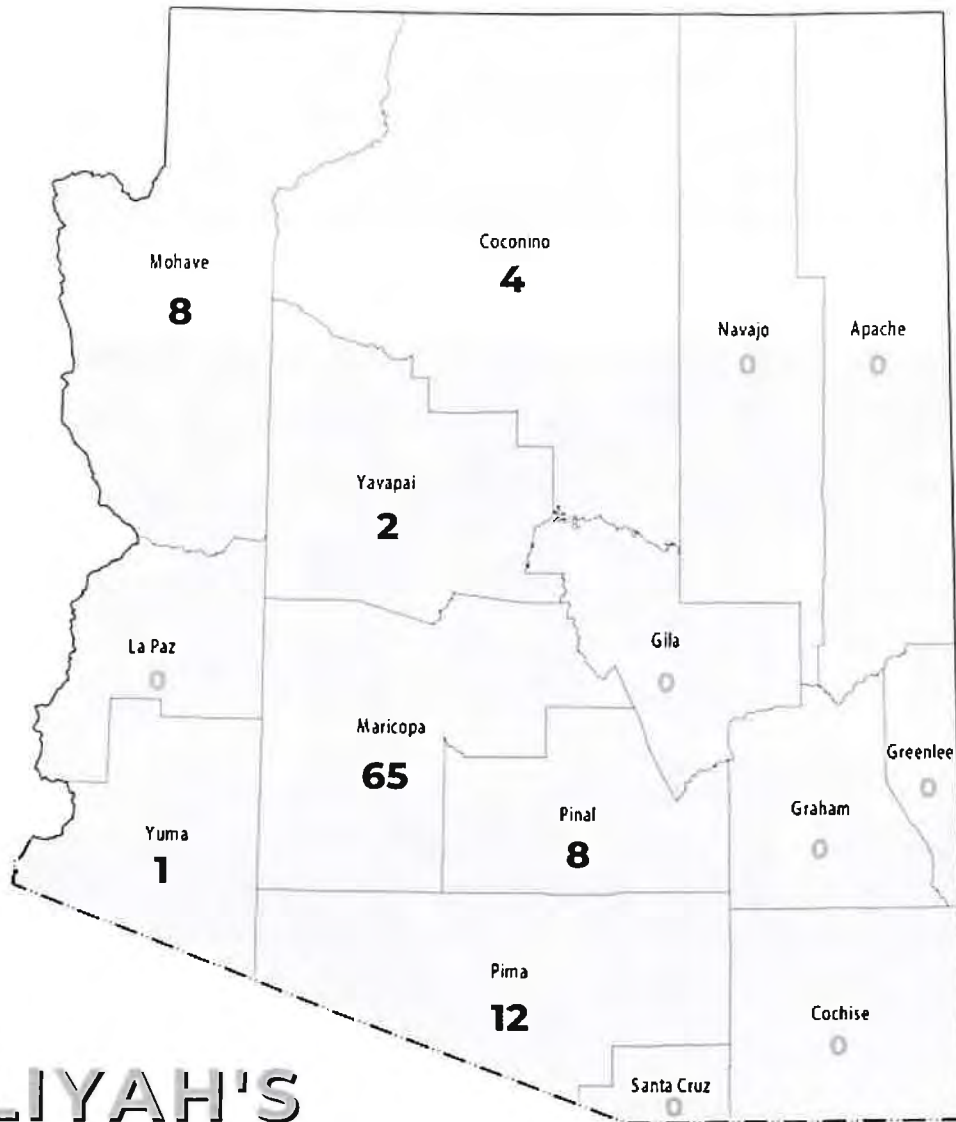 Mohave
8
Coconino
4
Navajo
0
Apache
0
Yavapai
2
La Paz
0
Gila
0
Maricopa
65
Greenlee
0
Pinal
8
Graham
0
Yuma
1
Pima
12
Cochise
0
Santa Cruz
0
LIYAH'S